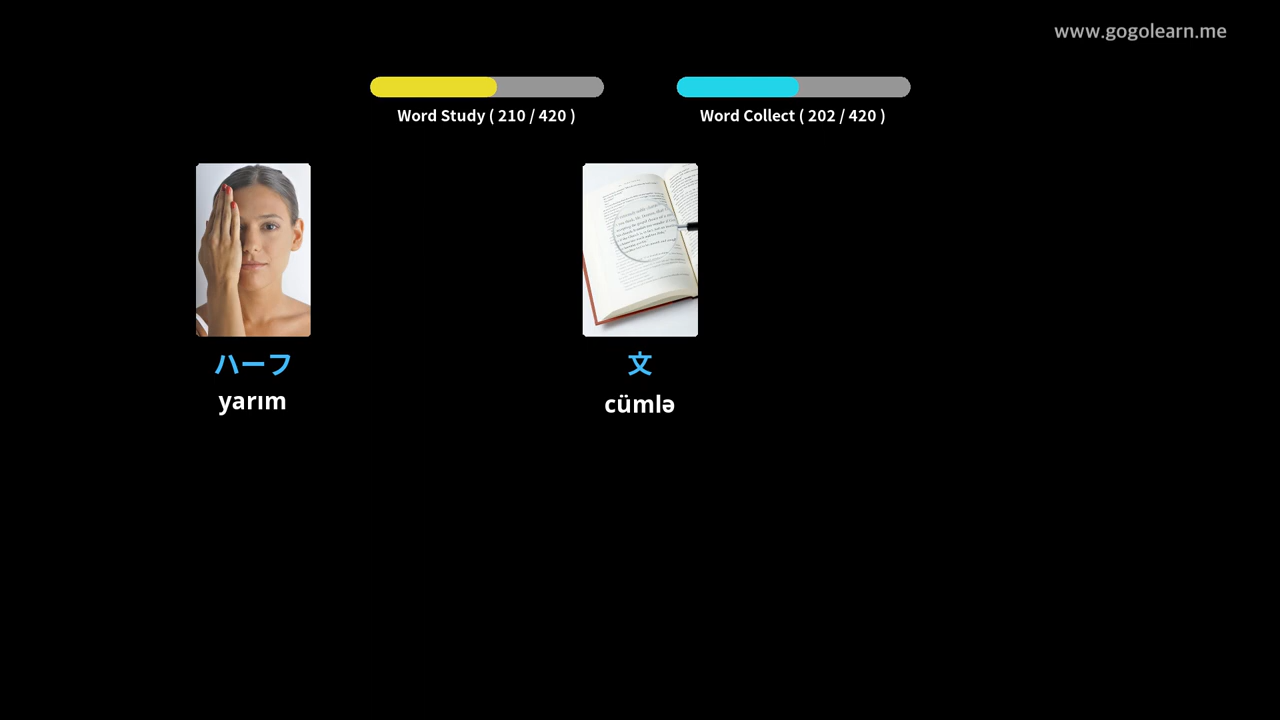 www.gogolearn.me
Word Study ( 210 / 420 )
Word Collect ( 202 / 420 )
ハーフ
yarım
文
cümlə